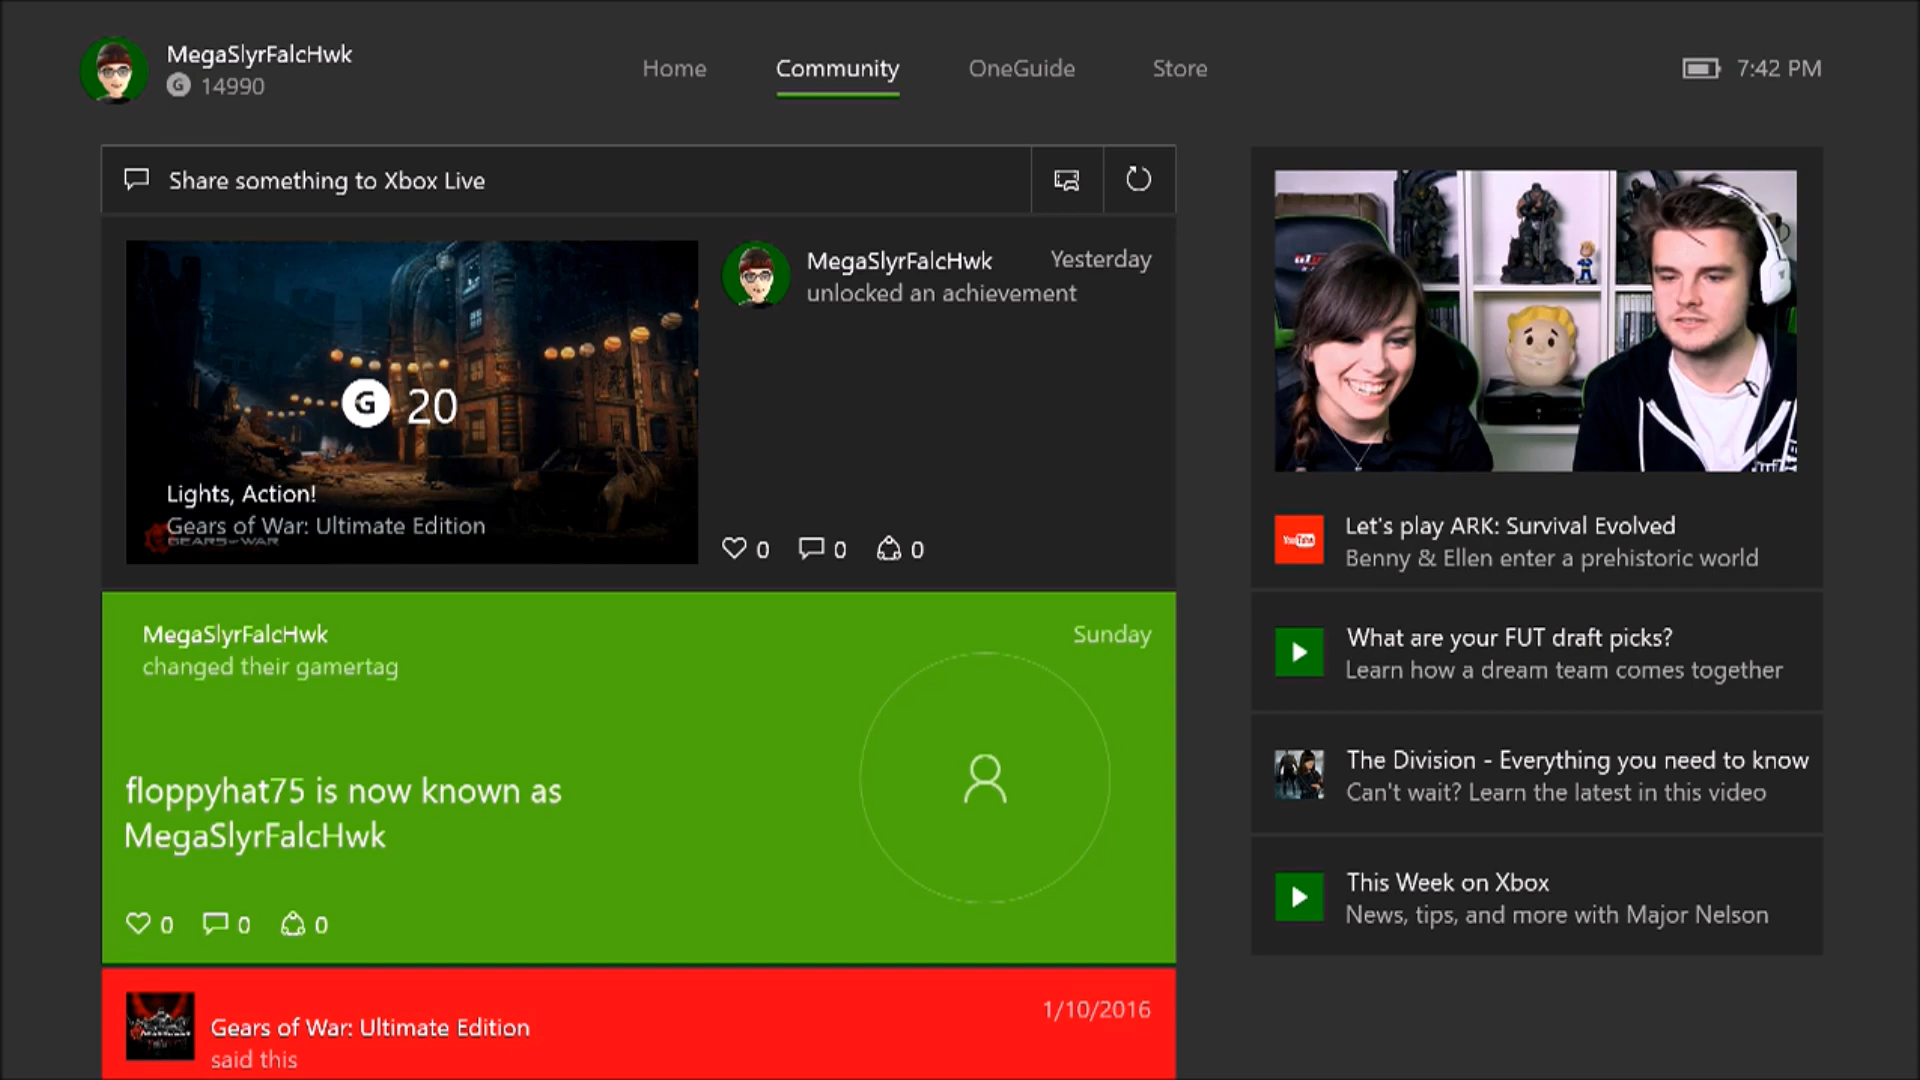 MegaSlyrFalcHwk
G 14990
Home
Community
OneGuide
Store
7:42 PM
Share something to Xbox Live
G 20
Lights, Action!
Gears of War: Ultimate Edition
GEARS OF WAR
MegaSlyrFalcHwk
Yesterday
unlocked an achievement
0
0
0
MegaSlyrFalcHwk
Sunday
changed their gamertag
floppyhat75 is now known as
MegaSlyrFalcHwk
0
0
0
1/10/2016
Gears of War: Ultimate Edition
said this
YouTube
Let's play ARK: Survival Evolved
Benny & Ellen enter a prehistoric world
What are your FUT draft picks?
Learn how a dream team comes together
The Division - Everything you need to know
Can't wait? Learn the latest in this video
This Week on Xbox
News, tips, and more with Major Nelson